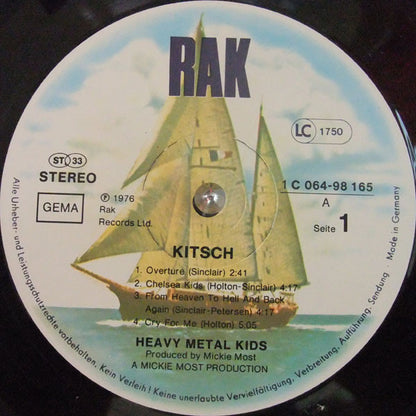 RAK
LC 1750
ST 33
STEREO
GEMA
℗ 1976
Rak
Records Ltd.
1 C 064-98 165
A
Seite 1
KITSCH
1. Overture (Sinclair) 2:41
2. Chelsea Kids (Holton-Sinclair) 4:17
3. From Heaven To Hell And Back
Again (Sinclair-Petersen) 4:17
4. Cry For Me (Holton) 5:05
HEAVY METAL KIDS
Produced by Mickie Most
A MICKIE MOST PRODUCTION
Alle Urheber- und Leistungsschutzrechte vorbehalten. Kein Verleih! Keine unerlaubte Vervielfältigung, Verbreitung, Aufführung, Sendung
Made in Germany